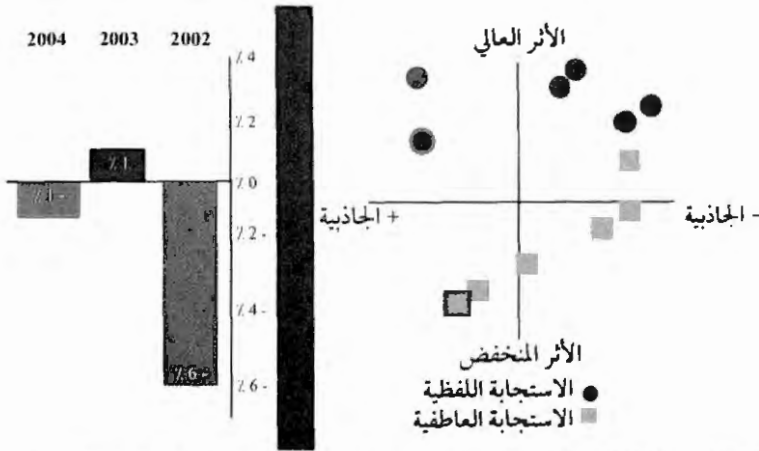 الأثر العالي
+ الجاذبية
- الجاذبية
الأثر المنخفض
الاستجابة اللفظية
الاستجابة العاطفية
2002
2003
2004
٪ 4
٪ 2
٪ 0
٪ 2 -
٪ 4 -
٪ 6 -
٪ 1
٪ 1 -
٪ 6 -